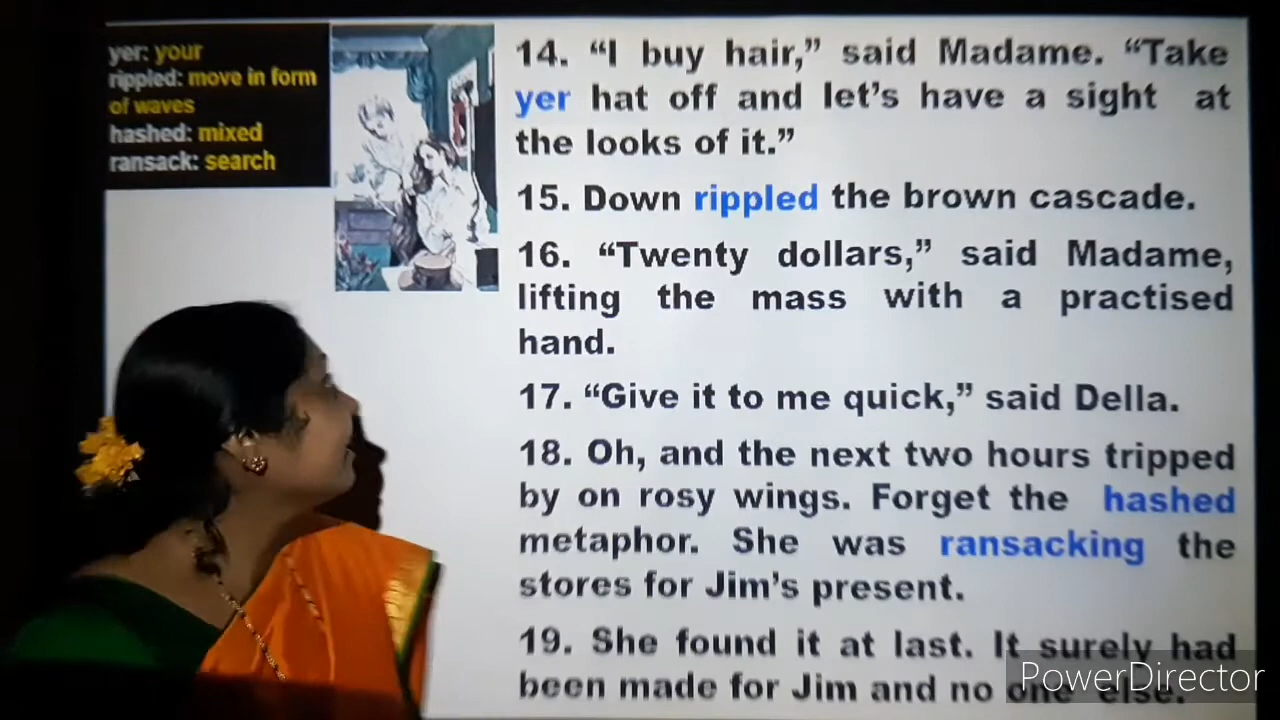 yer: your
rippled: move in form
of waves
hashed: mixed
ransack: search
14. “I buy hair,” said Madame. “Take
yer hat off and let’s have a sight at
the looks of it.”
15. Down rippled the brown cascade.
16. “Twenty dollars,” said Madame,
lifting the mass with a practised
hand.
17. “Give it to me quick,” said Della.
18. Oh, and the next two hours tripped
by on rosy wings. Forget the hashed
metaphor. She was ransacking the
stores for Jim’s present.
19. She found it at last. It surely had
been made for Jim and no one else.
PowerDirector